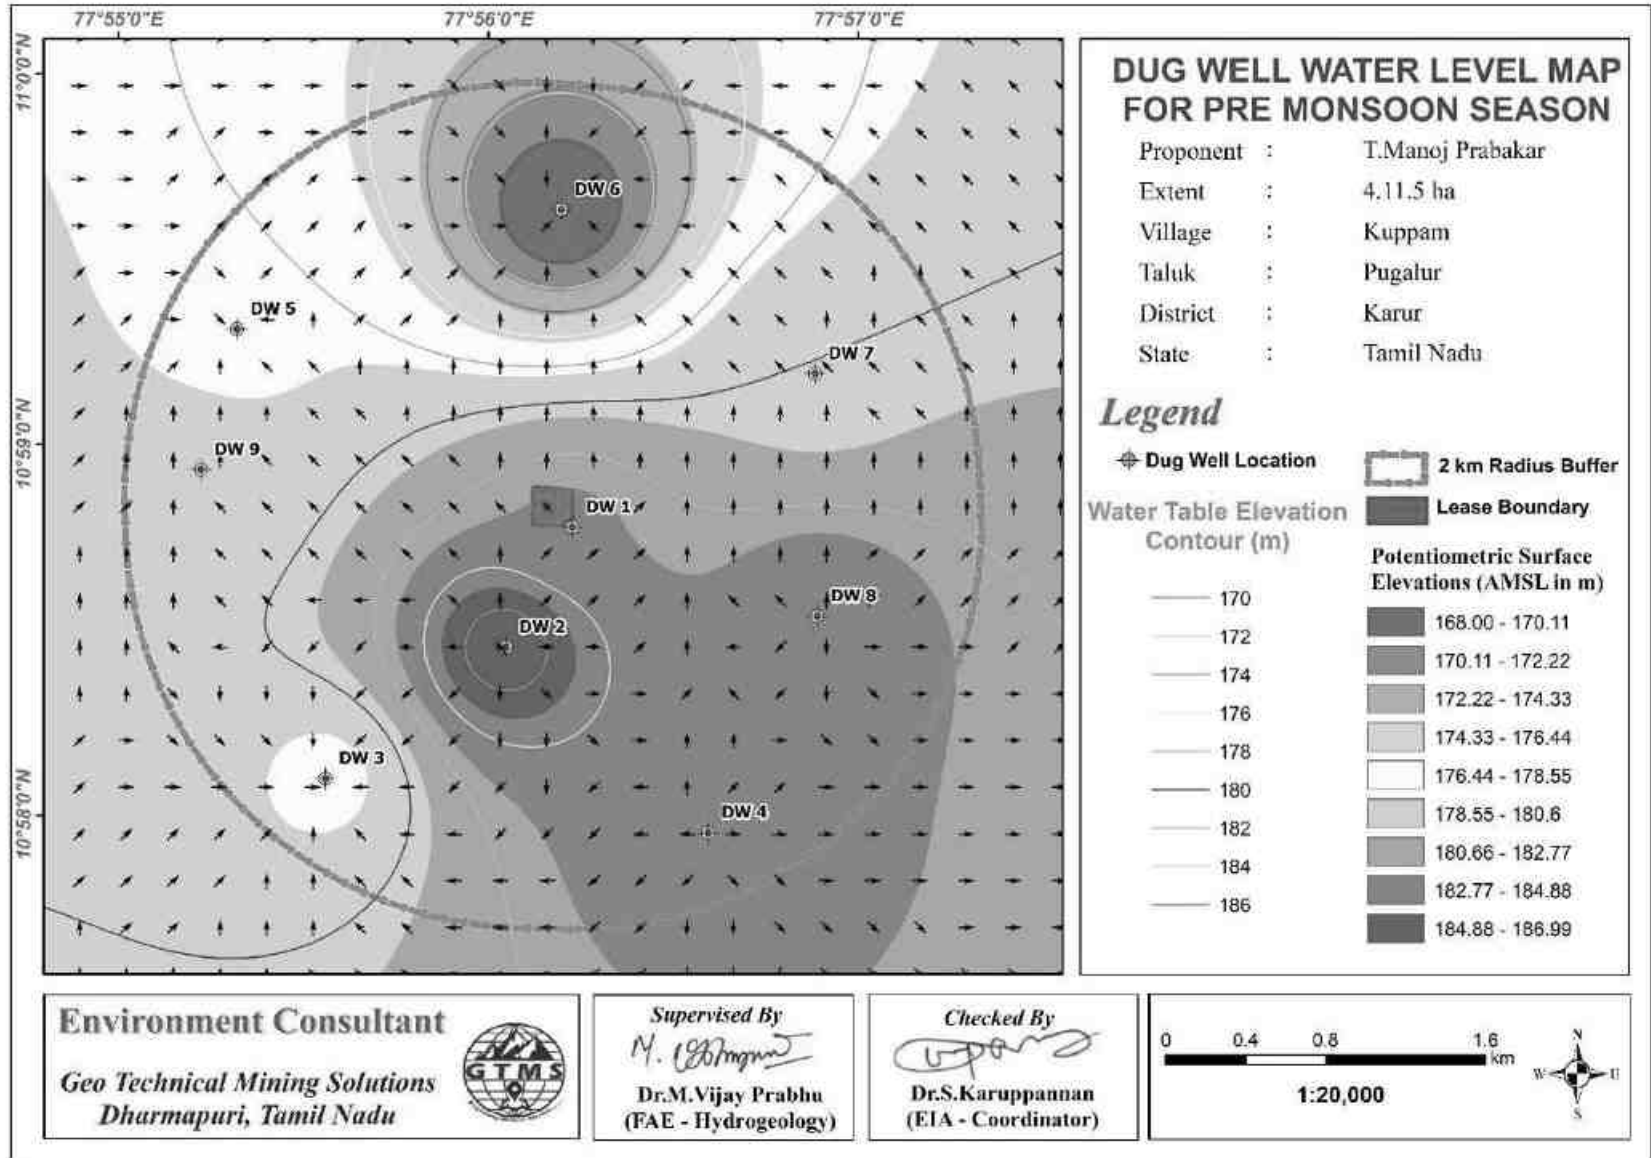 77°55'0"E
77°56'0"E
77°57'0"E
11°0'0"N
10°59'0"N
10°58'0"N
DW 6
DW 5
DW 7
DW 9
DW 1
DW 8
DW 2
DW 3
DW 4
DUG WELL WATER LEVEL MAP
FOR PRE MONSOON SEASON
Proponent : T.Manoj Prabakar
Extent : 4.11.5 ha
Village : Kuppam
Taluk : Pugalur
District : Karur
State : Tamil Nadu
Legend
Dug Well Location
2 km Radius Buffer
Lease Boundary
Water Table Elevation
Contour (m)
170
172
174
176
178
180
182
184
186
Potentiometric Surface
Elevations (AMSL in m)
168.00 - 170.11
170.11 - 172.22
172.22 - 174.33
174.33 - 176.44
176.44 - 178.55
178.55 - 180.6
180.66 - 182.77
182.77 - 184.88
184.88 - 186.99
Environment Consultant
Geo Technical Mining Solutions
Dharmapuri, Tamil Nadu
GTMS
Supervised By
Dr.M.Vijay Prabhu
(FAE - Hydrogeology)
Checked By
Dr.S.Karuppannan
(EIA - Coordinator)
0 0.4 0.8 1.6
km
1:20,000
N
W
S